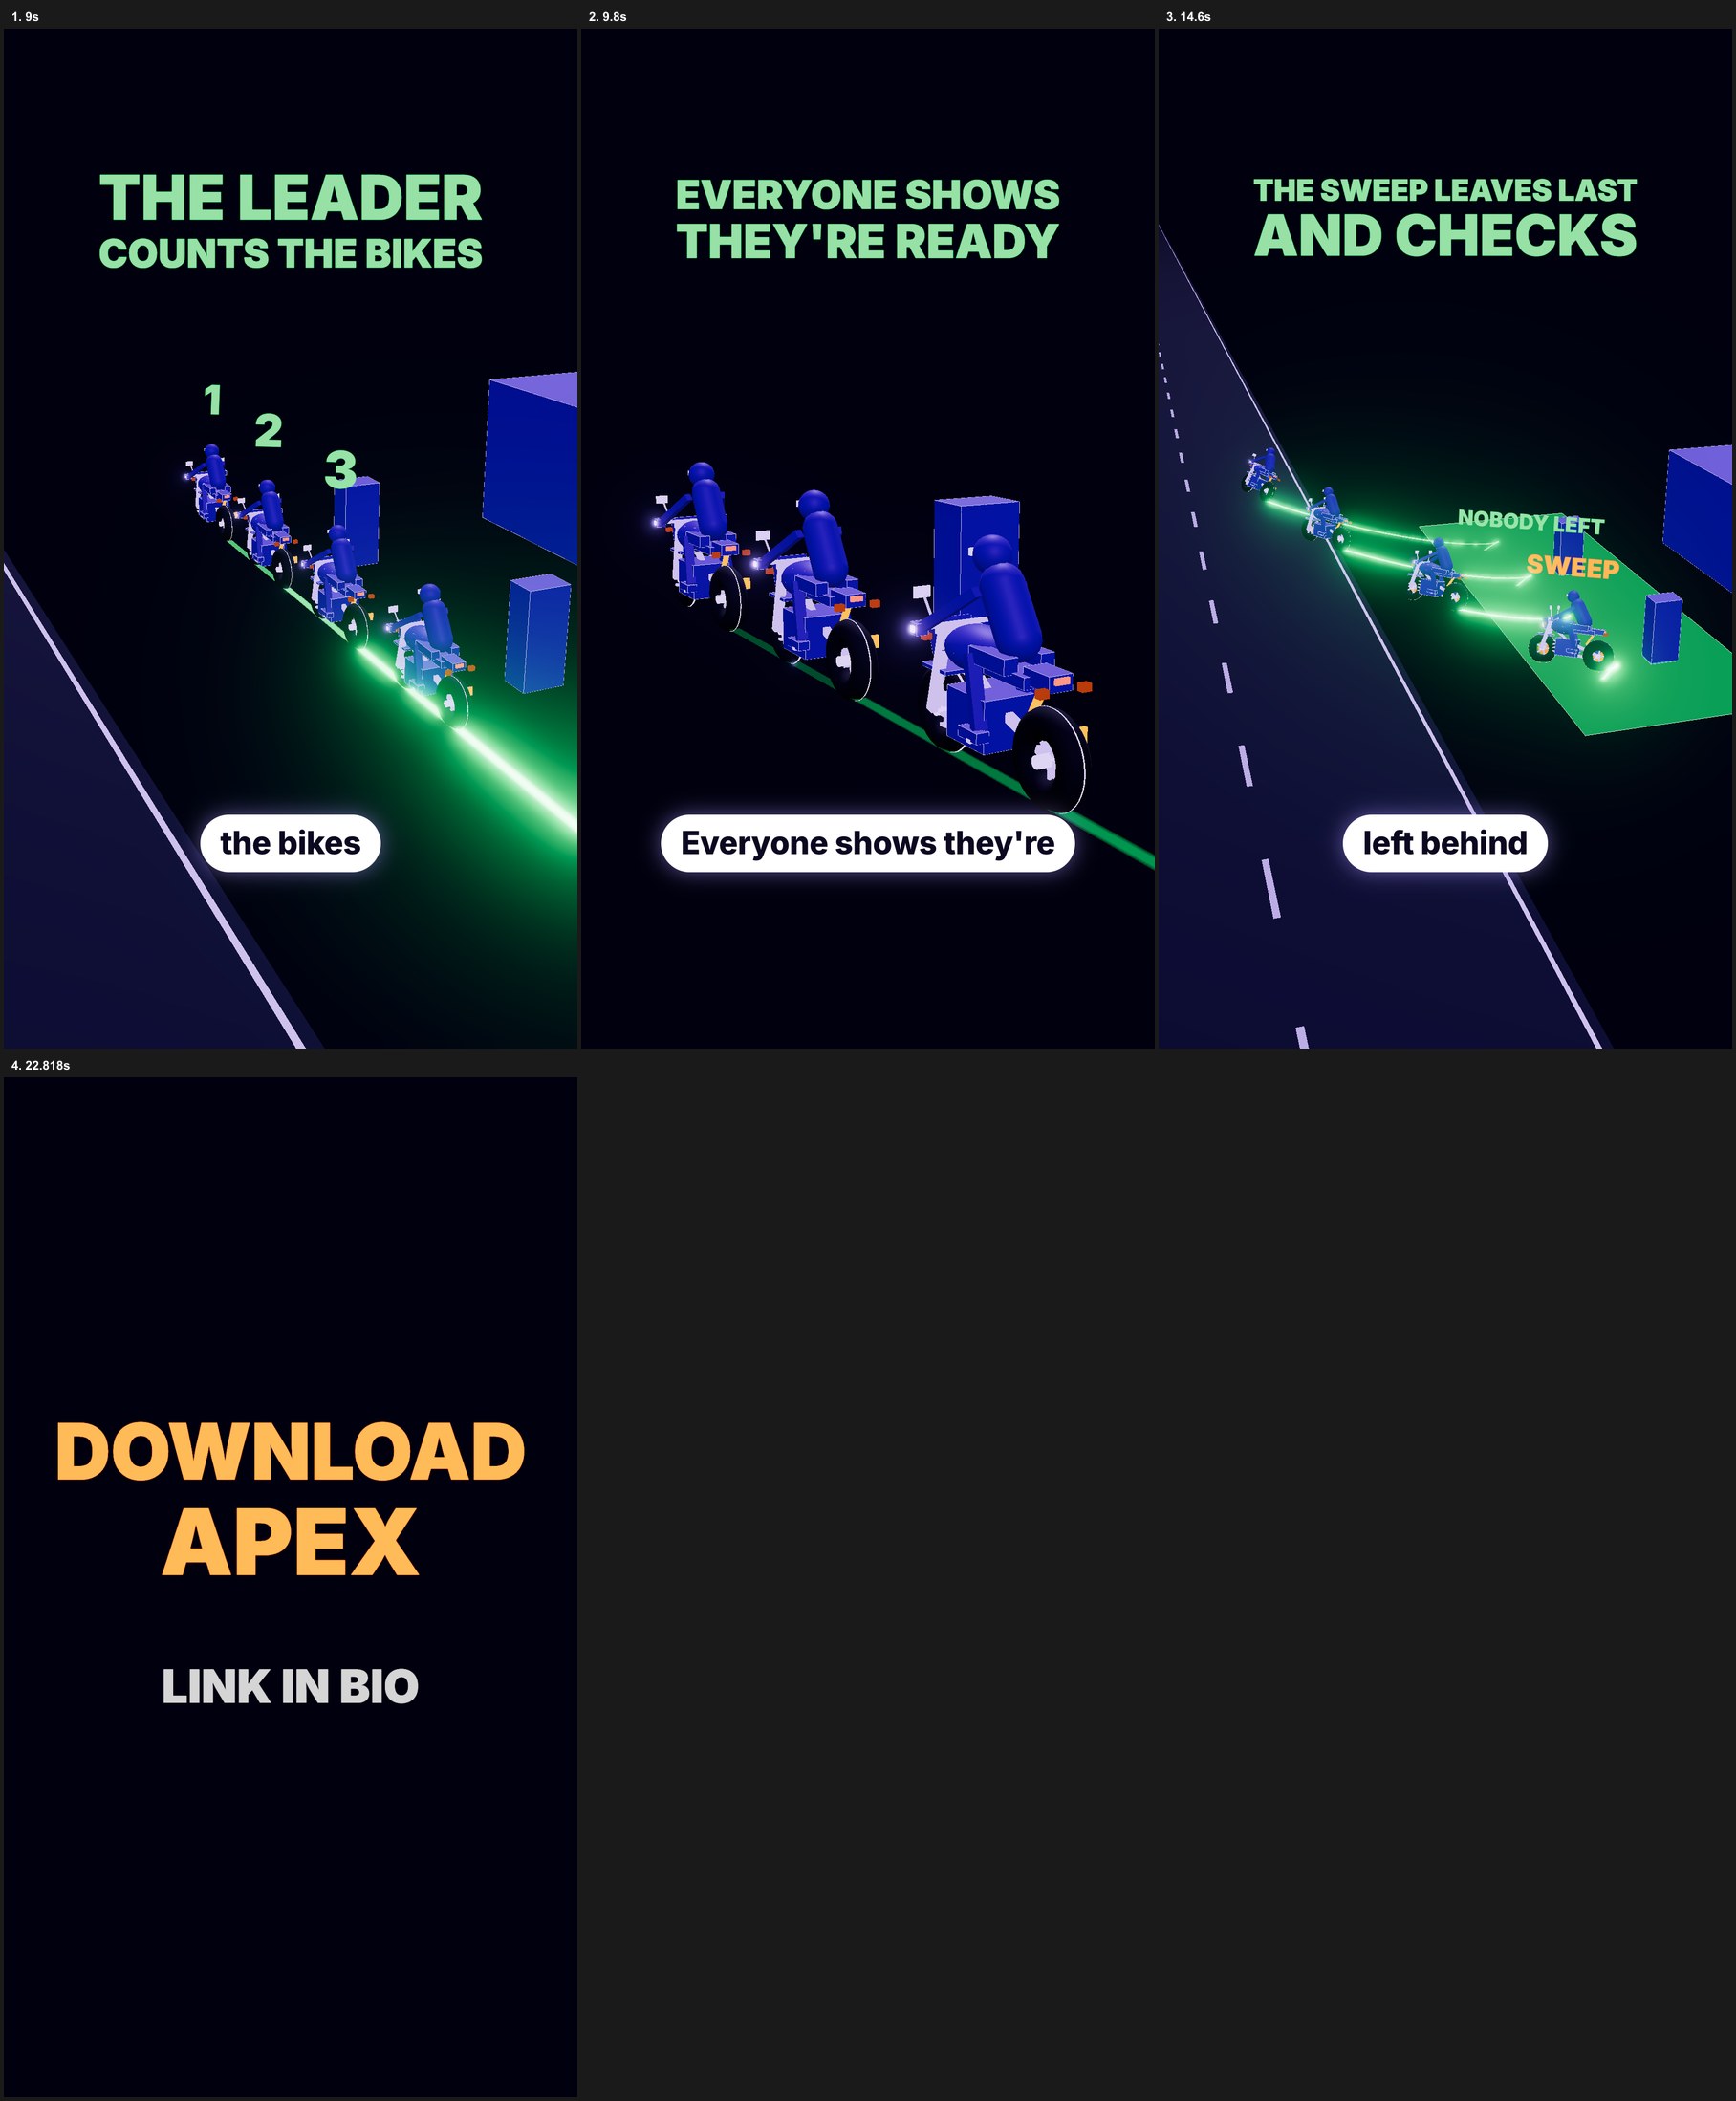 1. 9s
THE LEADER
COUNTS THE BIKES
1
2
3
the bikes
2. 9.8s
EVERYONE SHOWS
THEY'RE READY
Everyone shows they're
3. 14.6s
THE SWEEP LEAVES LAST
AND CHECKS
NOBODY LEFT
SWEEP
left behind
4. 22.818s
DOWNLOAD
APEX
LINK IN BIO